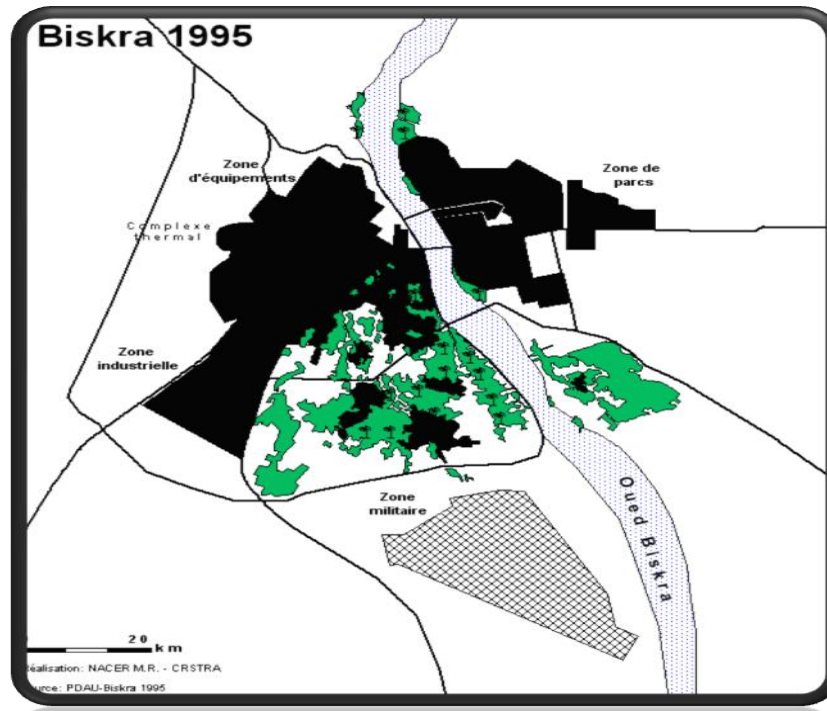 Biskra 1995
Zone
d'équipements
Zone de
parcs
Complexe
thermal
Zone
industrielle
Zone
militaire
Oued Biskra
20
km
éalisation: NACER M.R. - CRSTRA
urce: PDAU-Biskra 1995